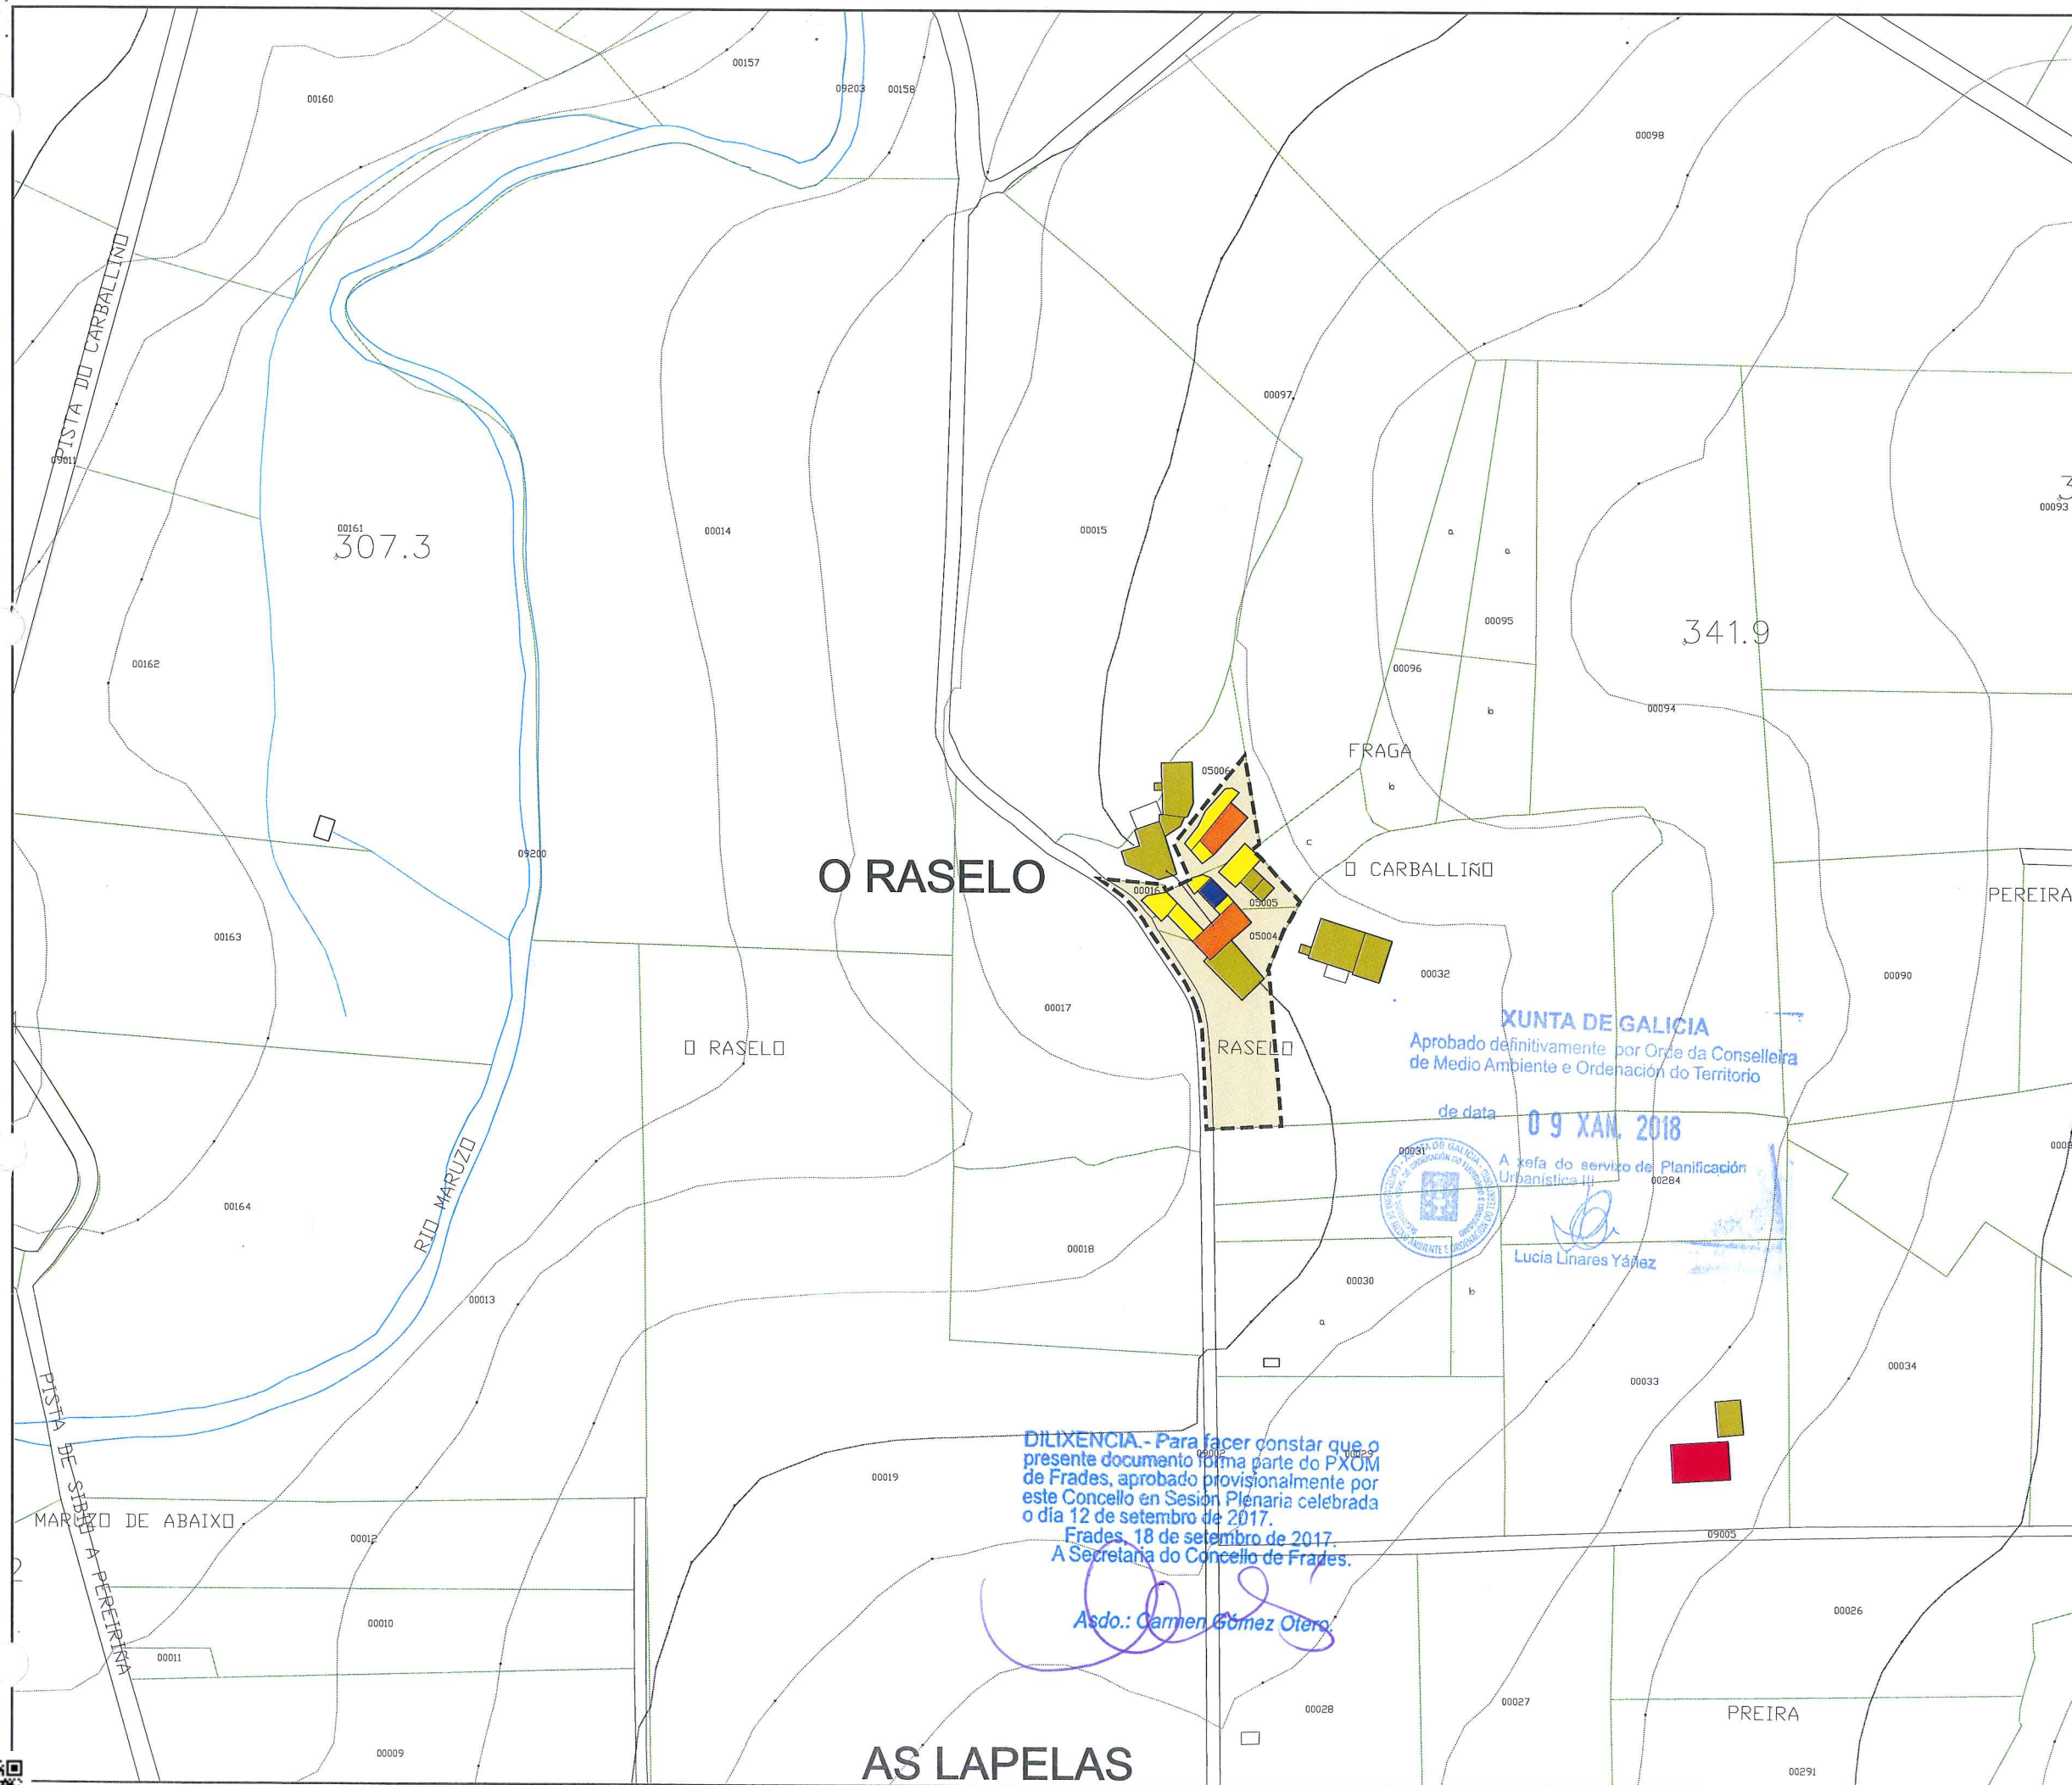 00157
09203
00158
00160
00098
PISTA DO CARBALLIÑO
09011
00097
00161
307.3
00014
00015
00093
a
a
00095
341.9
00162
00096
b
00094
FRAGA
05006
b
c
09200
O RASELO
O CARBALLIÑO
00016
05005
PEREIRA
00163
05004
00032
00090
00017
O RASELO
RASELO
XUNTA DE GALICIA
Aprobado definitivamente por Orde da Conselleira
de Medio Ambiente e Ordenación do Territorio
de data 09 XAN. 2018
00031
A xefa do servizo de Planificación
Urbanística III
00284
Lucía Linares Yáñez
RIO MARUZO
00164
00018
00030
b
a
00013
00033
00034
PISTA DE SIBIO A PEREIRIÑA
DILIXENCIA.- Para facer constar que o
presente documento forma parte do PXOM
de Frades, aprobado provisionalmente por
este Concello en Sesión Plenaria celebrada
o día 12 de setembro de 2017.
Frades, 18 de setembro de 2017.
A Secretaria do Concello de Frades.
Asdo.: Carmen Gómez Otero.
09002
00029
00019
MARUZO DE ABAIXO
00012
09005
00010
00026
00011
00028
00027
PREIRA
00009
AS LAPELAS
00291